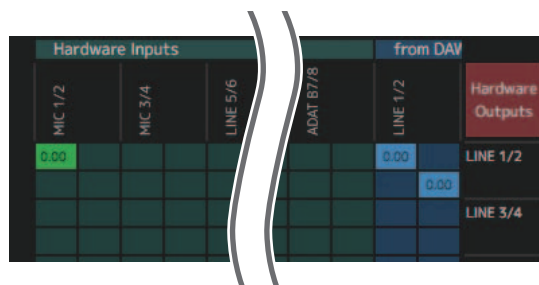 Hardware Inputs
from DAW
MIC 1/2
MIC 3/4
LINE 5/6
ADAT B7/8
LINE 1/2
Hardware
Outputs
0.00
0.00
LINE 1/2
0.00
LINE 3/4